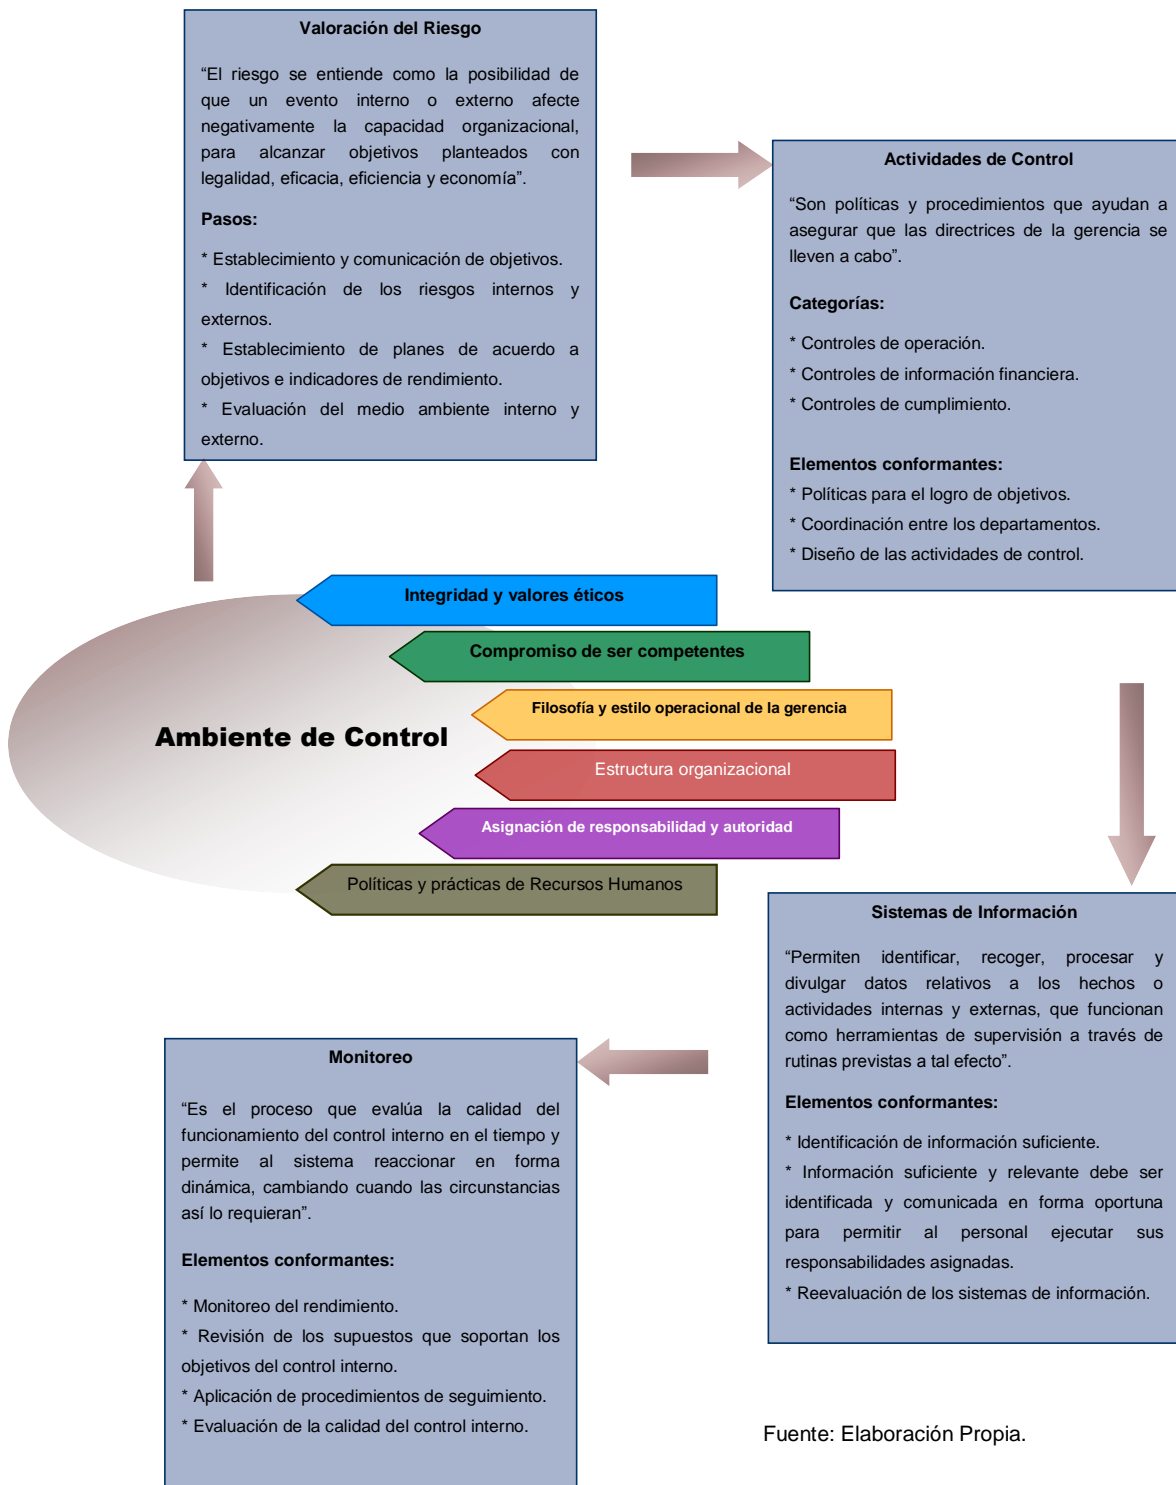 Valoración del Riesgo
“El riesgo se entiende como la posibilidad de
que un evento interno o externo afecte
negativamente la capacidad organizacional,
para alcanzar objetivos planteados con
legalidad, eficacia, eficiencia y economía”.
Pasos:
* Establecimiento y comunicación de objetivos.
* Identificación de los riesgos internos y
externos.
* Establecimiento de planes de acuerdo a
objetivos e indicadores de rendimiento.
* Evaluación del medio ambiente interno y
externo.
Actividades de Control
“Son políticas y procedimientos que ayudan a
asegurar que las directrices de la gerencia se
lleven a cabo”.
Categorías:
* Controles de operación.
* Controles de información financiera.
* Controles de cumplimiento.
Elementos conformantes:
* Políticas para el logro de objetivos.
* Coordinación entre los departamentos.
* Diseño de las actividades de control.
Ambiente de Control
Integridad y valores éticos
Compromiso de ser competentes
Filosofía y estilo operacional de la gerencia
Estructura organizacional
Asignación de responsabilidad y autoridad
Políticas y prácticas de Recursos Humanos
Sistemas de Información
“Permiten identificar, recoger, procesar y
divulgar datos relativos a los hechos o
actividades internas y externas, que funcionan
como herramientas de supervisión a través de
rutinas previstas a tal efecto”.
Elementos conformantes:
* Identificación de información suficiente.
* Información suficiente y relevante debe ser
identificada y comunicada en forma oportuna
para permitir al personal ejecutar sus
responsabilidades asignadas.
* Reevaluación de los sistemas de información.
Monitoreo
“Es el proceso que evalúa la calidad del
funcionamiento del control interno en el tiempo y
permite al sistema reaccionar en forma
dinámica, cambiando cuando las circunstancias
así lo requieran”.
Elementos conformantes:
* Monitoreo del rendimiento.
* Revisión de los supuestos que soportan los
objetivos del control interno.
* Aplicación de procedimientos de seguimiento.
* Evaluación de la calidad del control interno.
Fuente: Elaboración Propia.